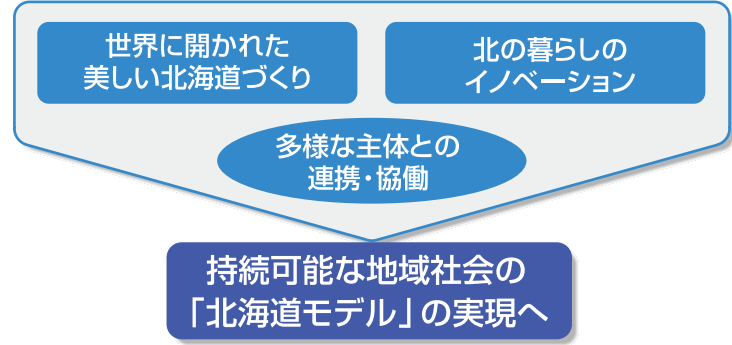 世界に開かれた
美しい北海道づくり
北の暮らしの
イノベーション
多様な主体との
連携・協働
持続可能な地域社会の
「北海道モデル」の実現へ